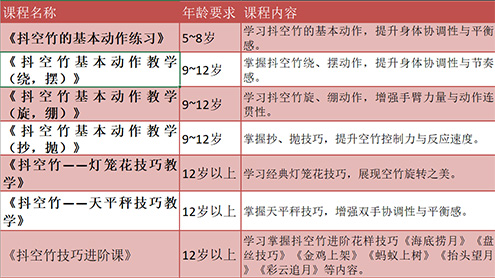 课程名称 年龄要求 课程内容
《抖空竹的基本动作练习》 5~8岁 学习抖空竹的基本动作，提升身体协调性与平衡
感。
《抖空竹基本动作教学
（绕，摆）》 9~12岁 掌握抖空竹绕、摆动作，提升身体协调性与节奏
感。
《抖空竹基本动作教学
（旋，绷）》 9~12岁 学习抖空竹旋、绷动作，增强手臂力量与动作连
贯性。
《抖空竹基本动作教学
（抄，抛）》 9~12岁 掌握抄、抛技巧，提升空竹控制力与反应速度。
《抖空竹——灯笼花技巧教
学》 12岁以上 学习经典灯笼花技巧，展现空竹旋转之美。
《抖空竹——天平秤技巧教
学》 12岁以上 掌握天平秤技巧，增强双手协调性与平衡感。
《抖空竹技巧进阶课》 12岁以上 学习掌握抖空竹进阶花样技巧《海底捞月》《盘
丝技巧》《金鸡上架》《蚂蚁上树》《抬头望月
》《彩云追月》等内容。